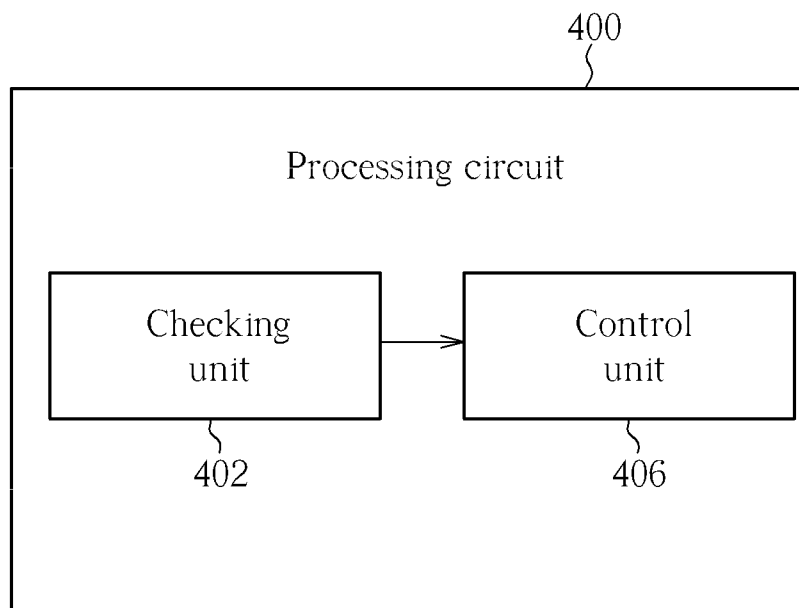 400
Processing circuit
Checking
unit
Control
unit
402
406